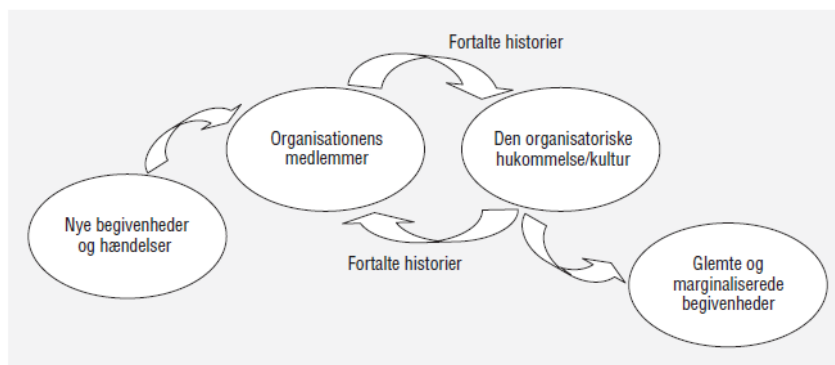 Fortalte historier
Organisationens
medlemmer
Den organisatoriske
hukommelse/kultur
Nye begivenheder
og hændelser
Fortalte historier
Glemte og
marginaliserede
begivenheder